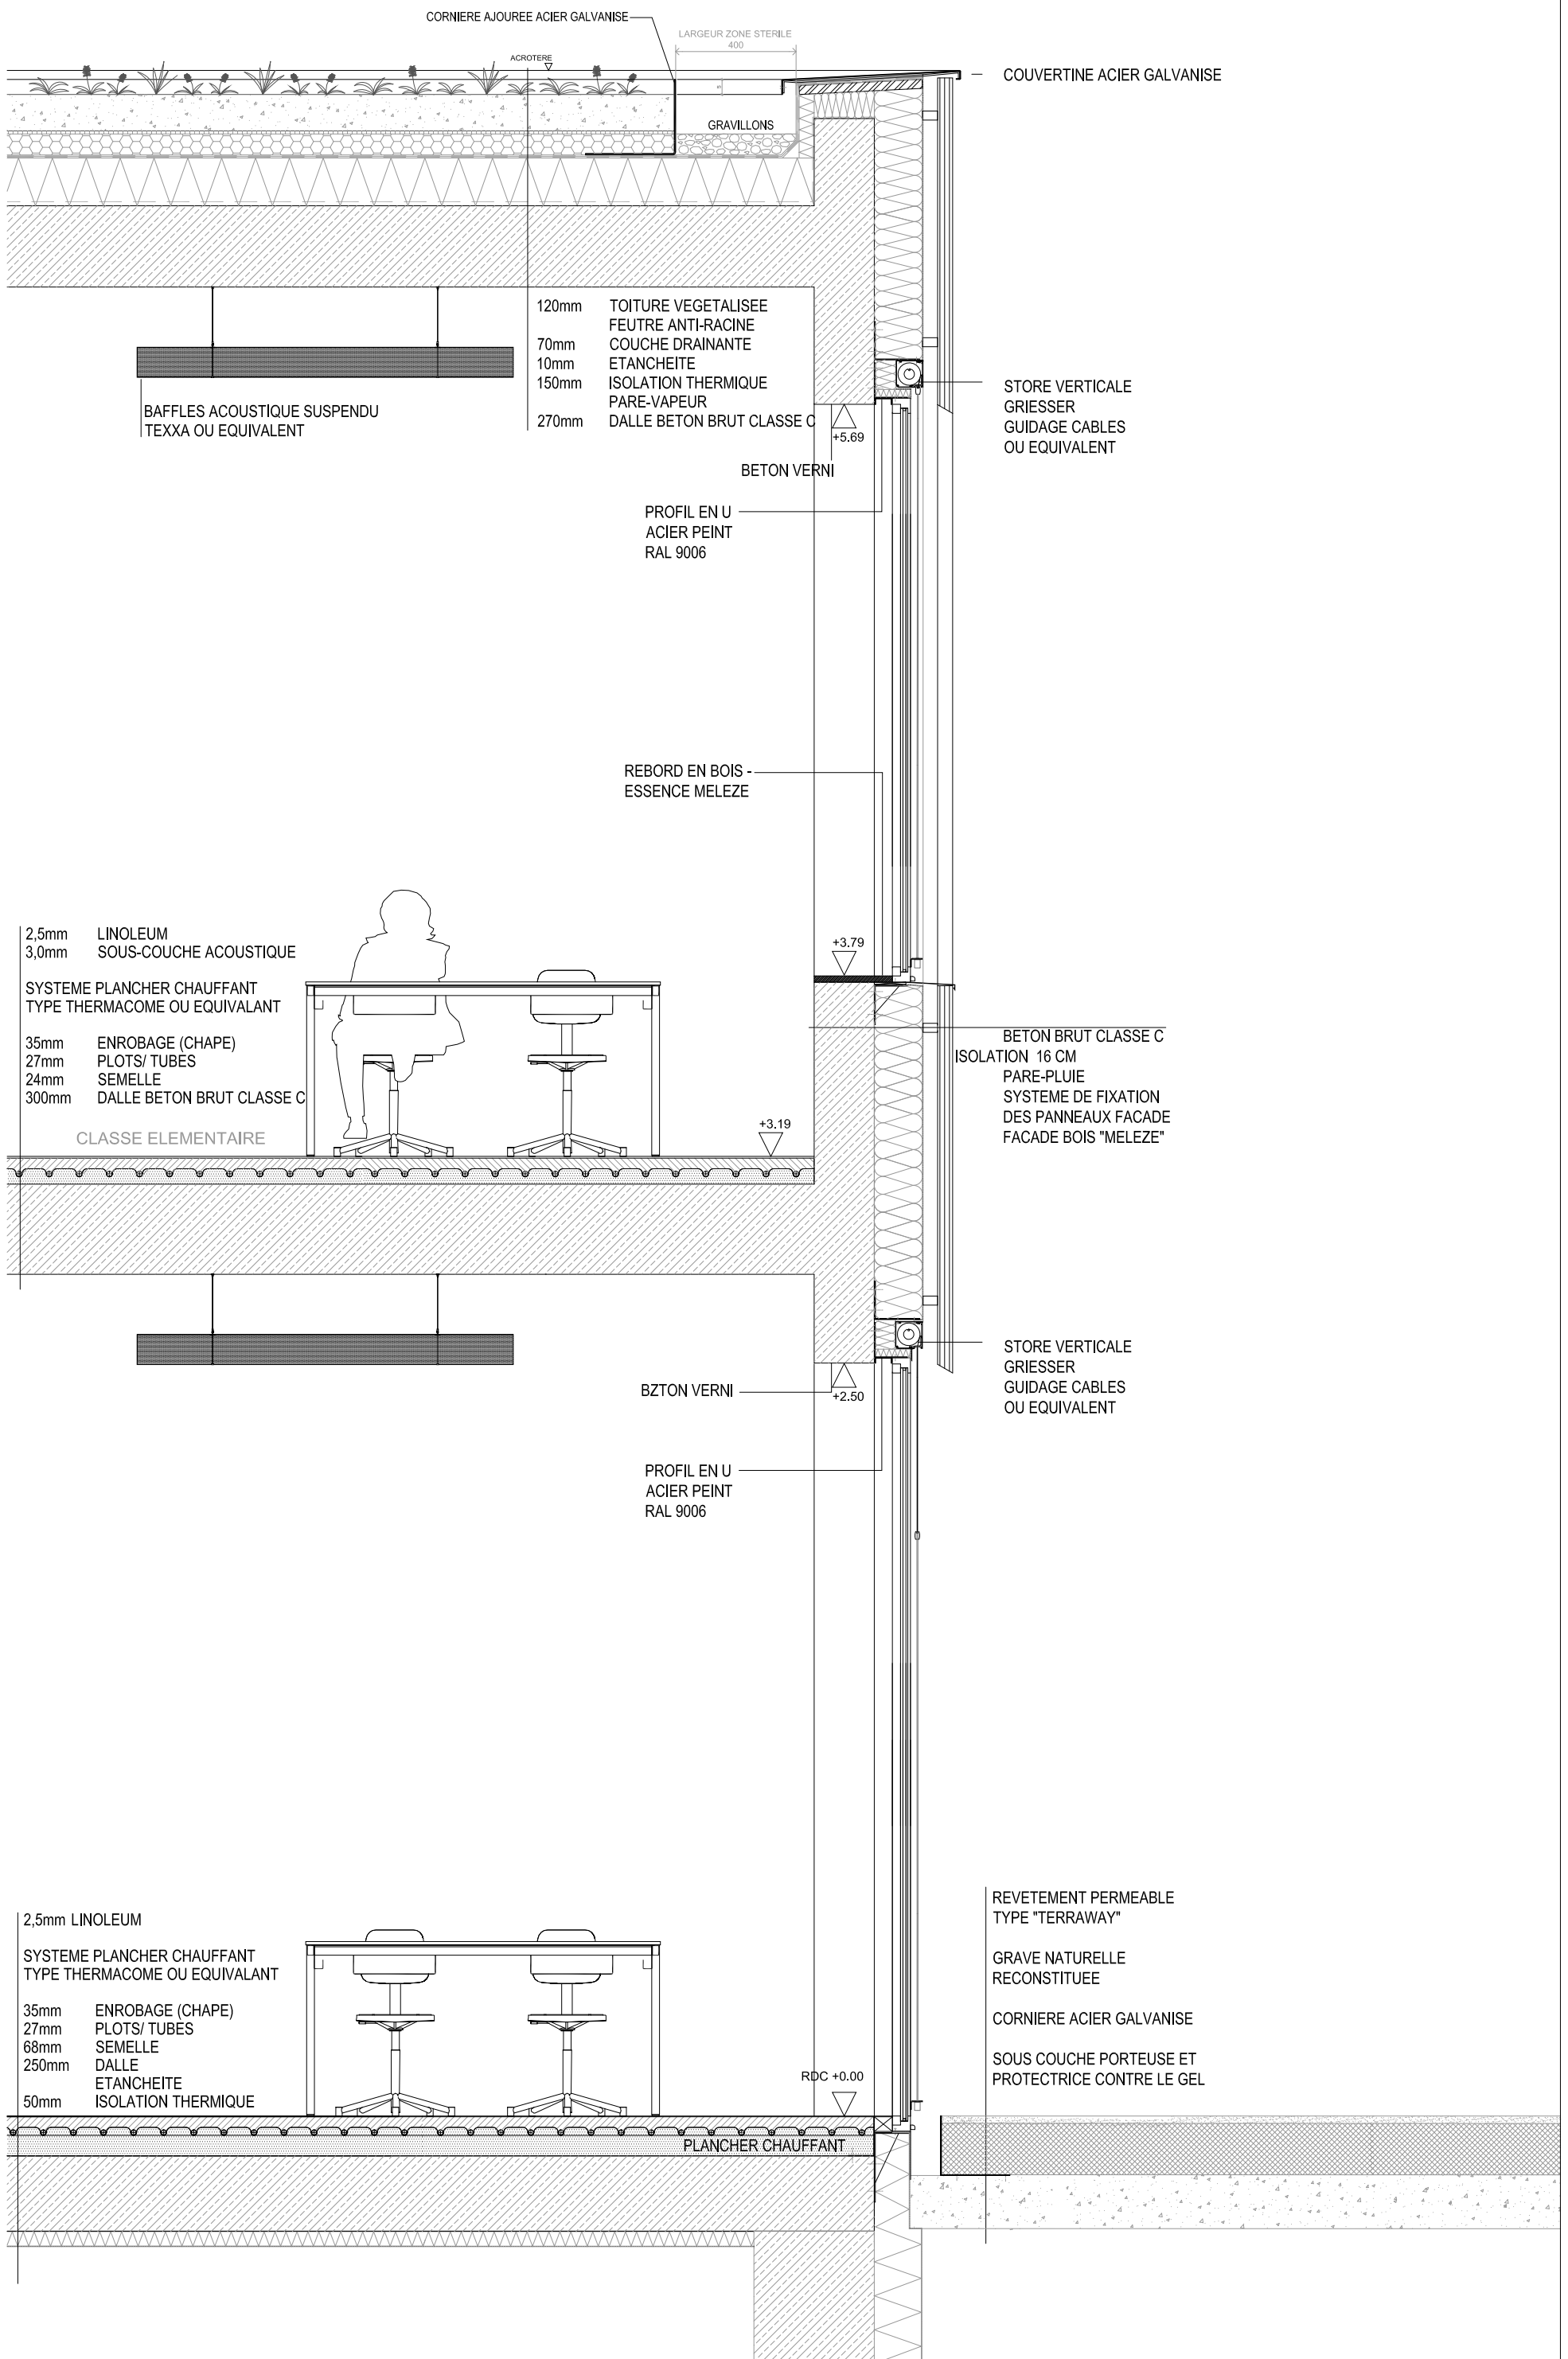 CORNIERE AJOUREE ACIER GALVANISE
LARGEUR ZONE STERILE
400
ACROTERE
COUVERTINE ACIER GALVANISE
5
GRAVILLONS
120mm TOITURE VEGETALISEE
FEUTRE ANTI-RACINE
70mm COUCHE DRAINANTE
10mm ETANCHEITE
150mm ISOLATION THERMIQUE
PARE-VAPEUR
270mm DALLE BETON BRUT CLASSE C
BAFFLES ACOUSTIQUE SUSPENDU
TEXXA OU EQUIVALENT
STORE VERTICALE
GRIESSER
GUIDAGE CABLES
OU EQUIVALENT
+5.69
BETON VERNI
PROFIL EN U
ACIER PEINT
RAL 9006
REBORD EN BOIS -
ESSENCE MELEZE
2,5mm LINOLEUM
3,0mm SOUS-COUCHE ACOUSTIQUE
SYSTEME PLANCHER CHAUFFANT
TYPE THERMACOME OU EQUIVALANT
35mm ENROBAGE (CHAPE)
27mm PLOTS/ TUBES
24mm SEMELLE
300mm DALLE BETON BRUT CLASSE C
CLASSE ELEMENTAIRE
+3.79
+3.19
BETON BRUT CLASSE C
ISOLATION 16 CM
PARE-PLUIE
SYSTEME DE FIXATION
DES PANNEAUX FACADE
FACADE BOIS "MELEZE"
STORE VERTICALE
GRIESSER
GUIDAGE CABLES
OU EQUIVALENT
BZTON VERNI
+2.50
PROFIL EN U
ACIER PEINT
RAL 9006
2,5mm LINOLEUM
SYSTEME PLANCHER CHAUFFANT
TYPE THERMACOME OU EQUIVALANT
35mm ENROBAGE (CHAPE)
27mm PLOTS/ TUBES
68mm SEMELLE
250mm DALLE
ETANCHEITE
50mm ISOLATION THERMIQUE
RDC +0.00
PLANCHER CHAUFFANT
REVETEMENT PERMEABLE
TYPE "TERRAWAY"
GRAVE NATURELLE
RECONSTITUEE
CORNIERE ACIER GALVANISE
SOUS COUCHE PORTEUSE ET
PROTECTRICE CONTRE LE GEL